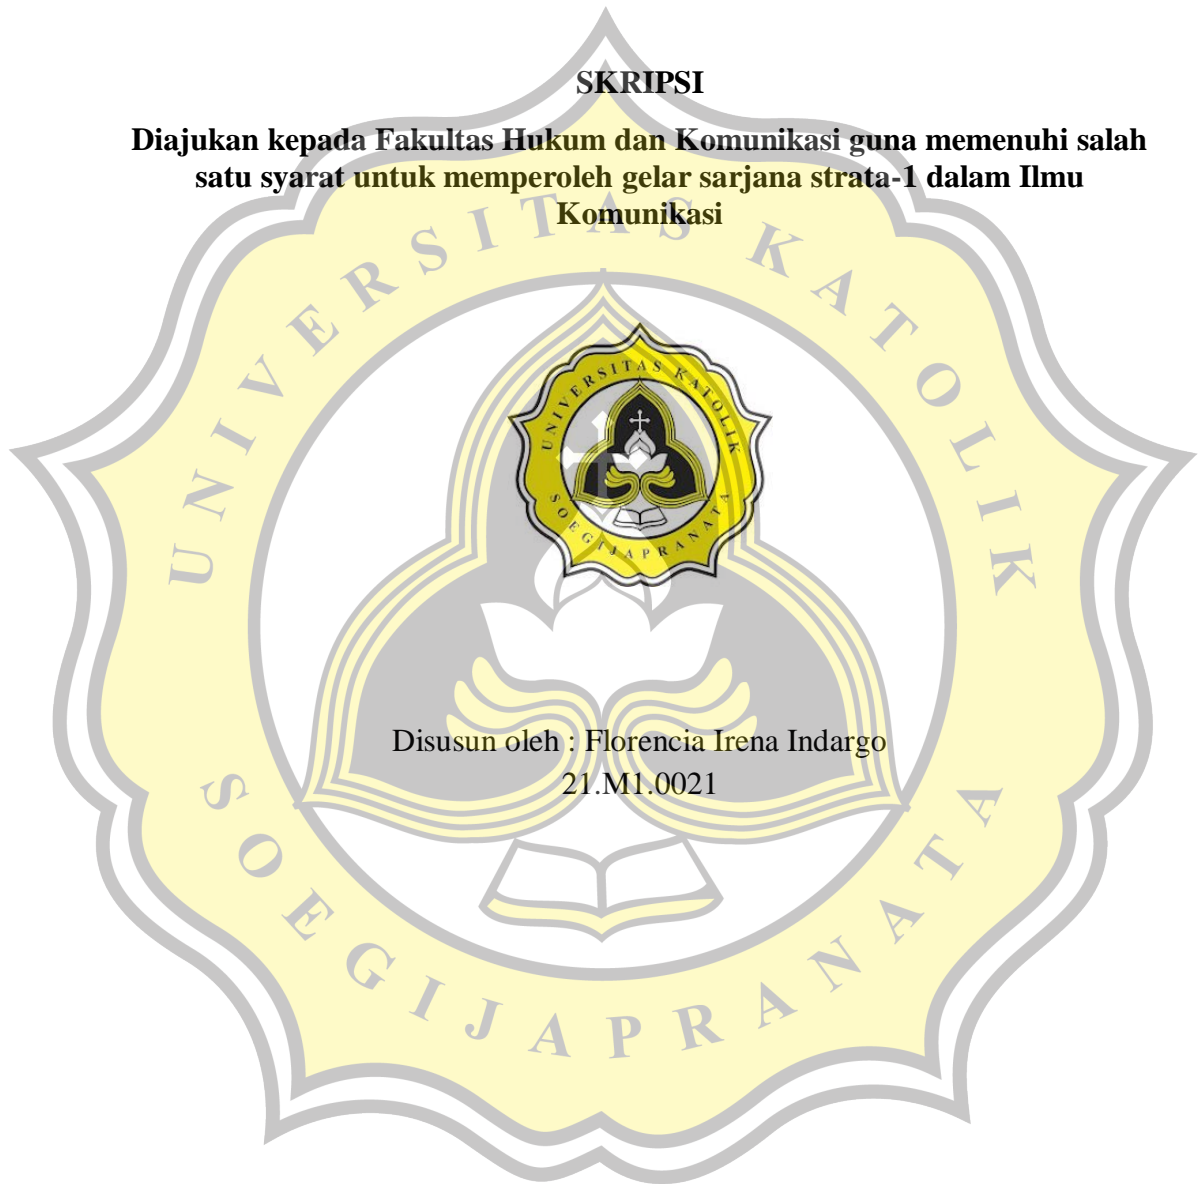 SKRIPSI
Diajukan kepada Fakultas Hukum dan Komunikasi guna memenuhi salah
satu syarat untuk memperoleh gelar sarjana strata-1 dalam Ilmu
Komunikasi
UNIVERSITAS KATOLIK
SOEGIJAPRANATA
UNIVERSITAS KATOLIK
SOEGIJAPRANATA
Disusun oleh : Florencia Irena Indargo
21.M1.0021